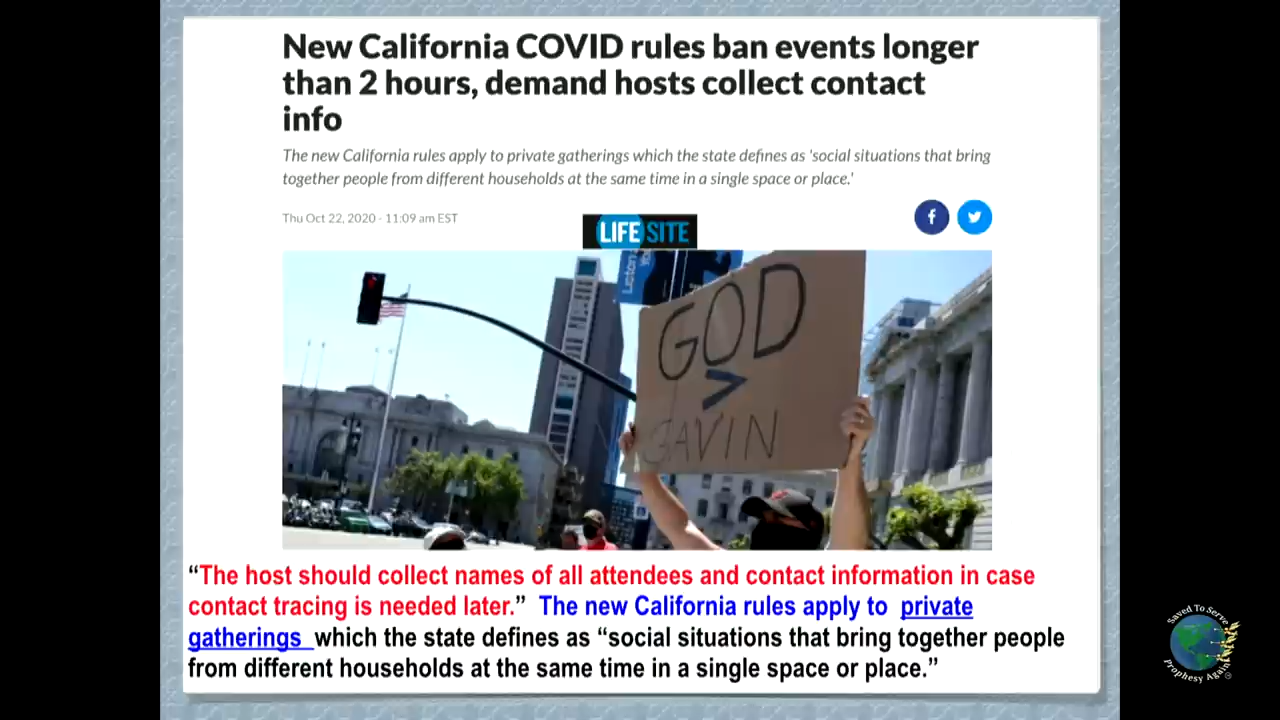 New California COVID rules ban events longer
than 2 hours, demand hosts collect contact
info
The new California rules apply to private gatherings which the state defines as 'social situations that bring
together people from different households at the same time in a single space or place.'
Thu Oct 22, 2020 - 11:09 am EST
LIFE SITE
GOD
>
GAVIN
“The host should collect names of all attendees and contact information in case
contact tracing is needed later.” The new California rules apply to private
gatherings which the state defines as “social situations that bring together people
from different households at the same time in a single space or place.”
Saved To Serve
Prophesy Again